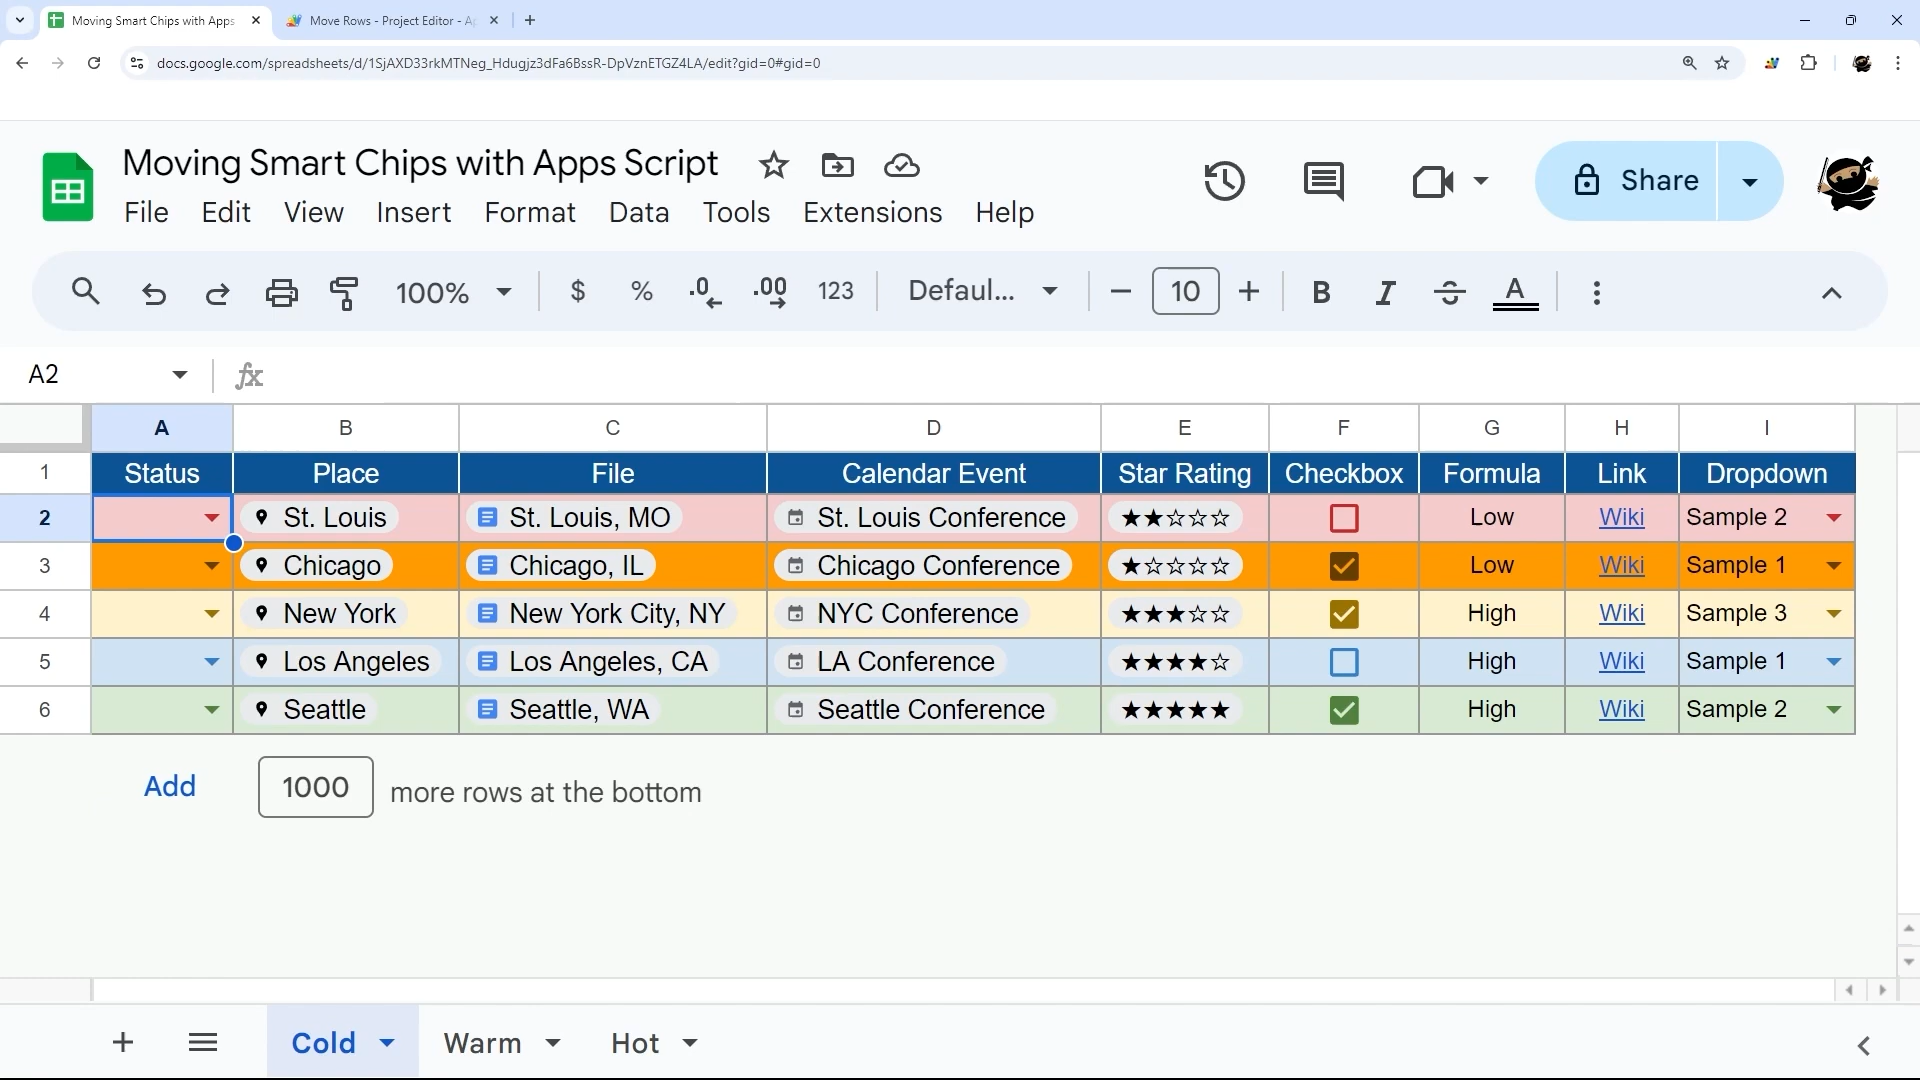 Moving Smart Chips with Apps
Move Rows - Project Editor - A
docs.google.com/spreadsheets/d/1SjAXD33rkMTNeg_Hdugjz3dFa6BssR-DpVznETGZ4LA/edit?gid=0#gid=0
Moving Smart Chips with Apps Script
Share
File Edit View Insert Format Data Tools Extensions Help
100% $ % .0 .00 123 Defaul... 10 B I S A
A2 fx
A B C D E F G H I
1 Status Place File Calendar Event Star Rating Checkbox Formula Link Dropdown
2 St. Louis St. Louis, MO St. Louis Conference ★★☆☆☆ Low Wiki Sample 2
3 Chicago Chicago, IL Chicago Conference ★☆☆☆☆ Low Wiki Sample 1
4 New York New York City, NY NYC Conference ★★★☆☆ High Wiki Sample 3
5 Los Angeles Los Angeles, CA LA Conference ★★★★☆ High Wiki Sample 1
6 Seattle Seattle, WA Seattle Conference ★★★★★ High Wiki Sample 2
Add 1000 more rows at the bottom
Cold Warm Hot